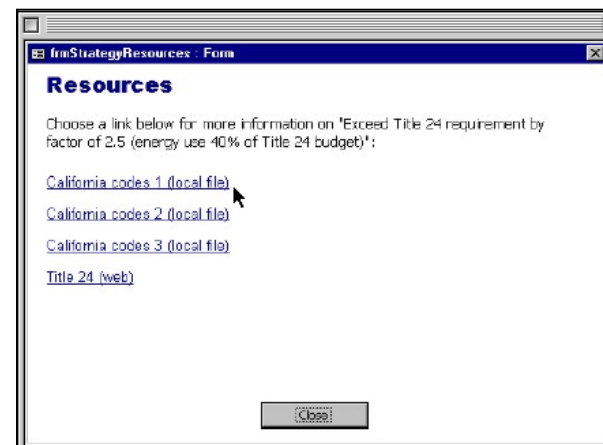 frmStrategyResources : Form
Resources
Choose a link below for more information on "Exceed Title 24 requirement by
factor of 2.5 (energy use 40% of Title 24 budget)":
California codes 1 (local file)
California codes 2 (local file)
California codes 3 (local file)
Title 24 (web)
Close